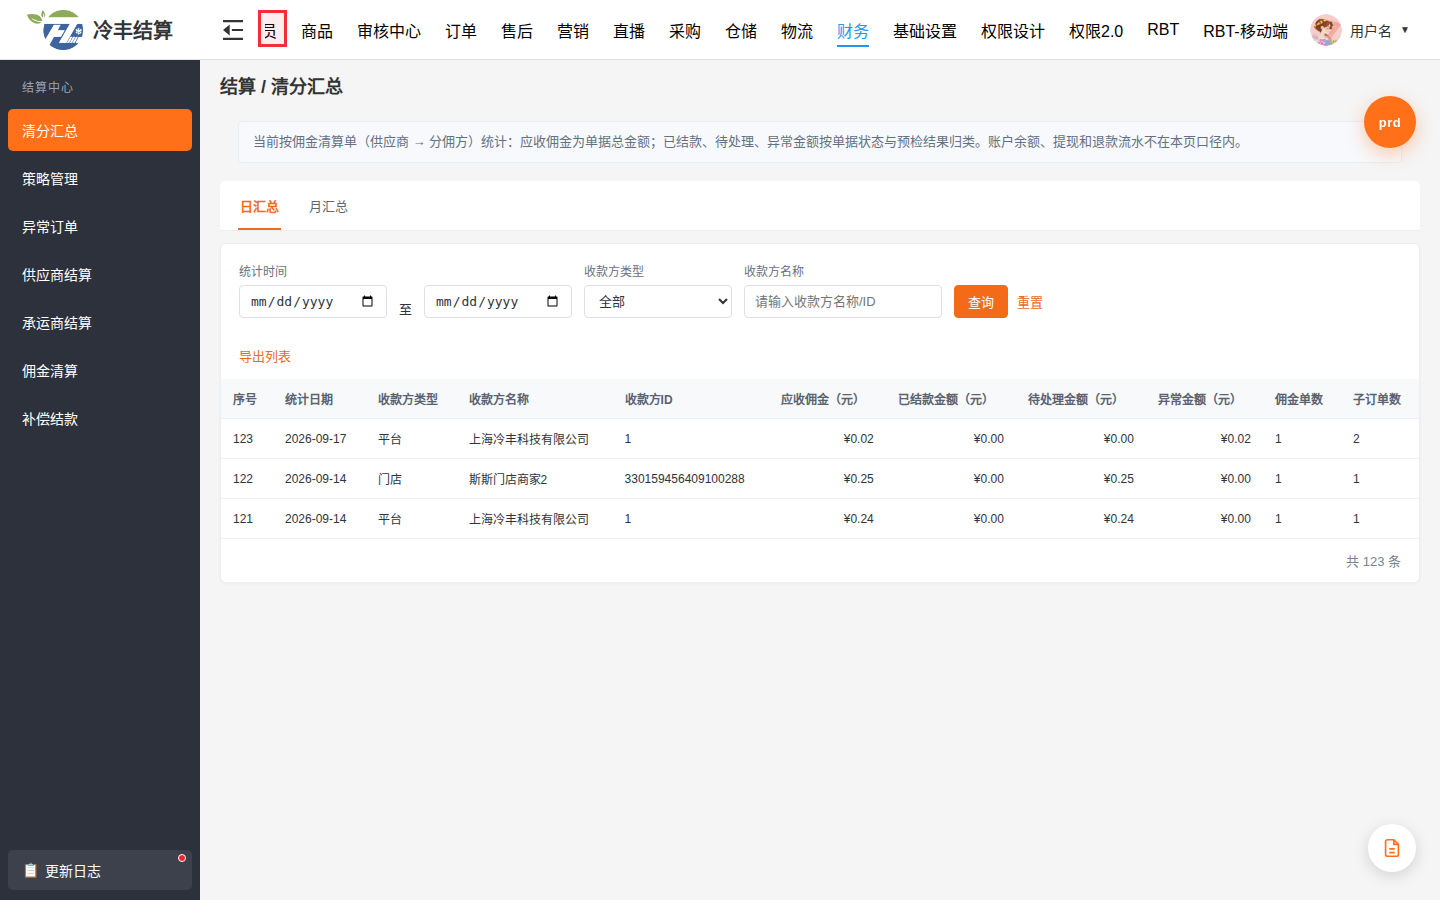 冷丰结算
员 商品 审核中心 订单 售后 营销 直播 采购 仓储 物流 财务 基础设置 权限设计 权限2.0 RBT RBT-移动端 用户名
结算中心
清分汇总
策略管理
异常订单
供应商结算
承运商结算
佣金清算
补偿结款
更新日志
结算 / 清分汇总
prd
当前按佣金清算单（供应商 → 分佣方）统计：应收佣金为单据总金额；已结款、待处理、异常金额按单据状态与预检结果归类。账户余额、提现和退款流水不在本页口径内。
日汇总 月汇总
统计时间 收款方类型 收款方名称
mm/dd/yyyy 至 mm/dd/yyyy 全部 请输入收款方名称/ID 查询 重置
导出列表
序号 统计日期 收款方类型 收款方名称 收款方ID 应收佣金（元） 已结款金额（元） 待处理金额（元） 异常金额（元） 佣金单数 子订单数
123 2026-09-17 平台 上海冷丰科技有限公司 1 ¥0.02 ¥0.00 ¥0.00 ¥0.02 1 2
122 2026-09-14 门店 斯斯门店商家2 330159456409100288 ¥0.25 ¥0.00 ¥0.25 ¥0.00 1 1
121 2026-09-14 平台 上海冷丰科技有限公司 1 ¥0.24 ¥0.00 ¥0.24 ¥0.00 1 1
共 123 条